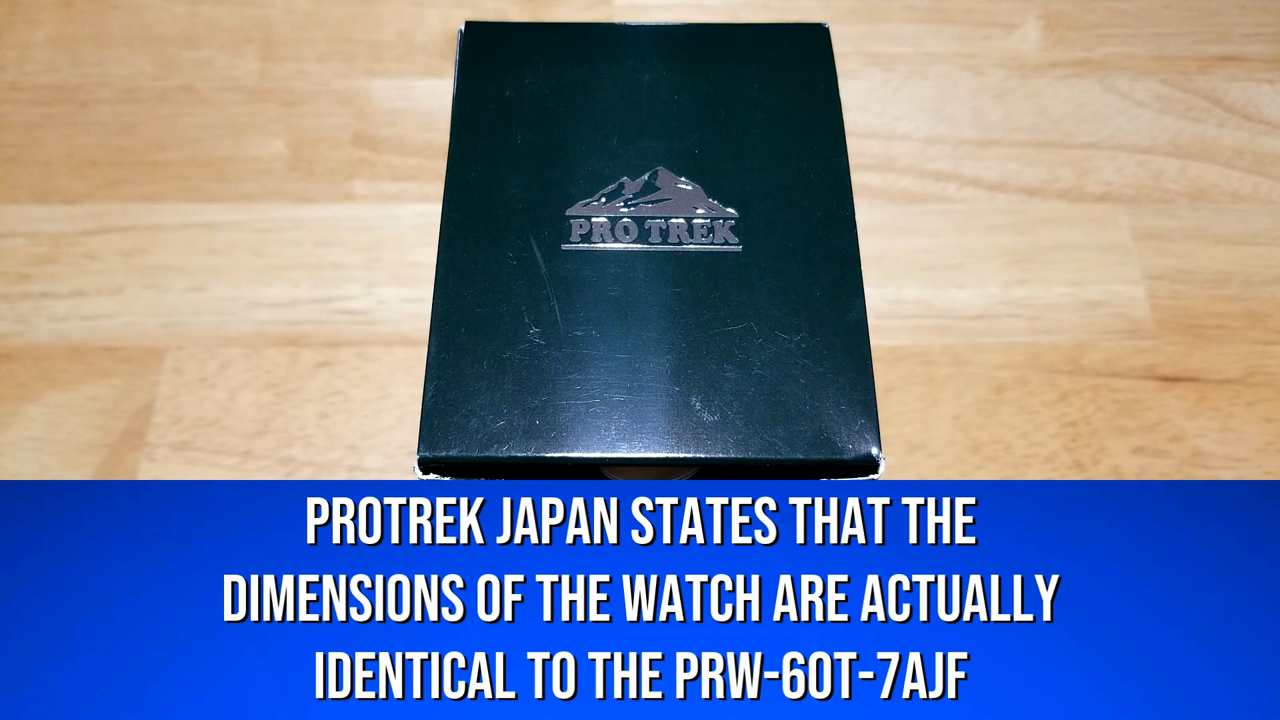 PRO TREK
PROTREK JAPAN STATES THAT THE
DIMENSIONS OF THE WATCH ARE ACTUALLY
IDENTICAL TO THE PRW-60T-7AJF